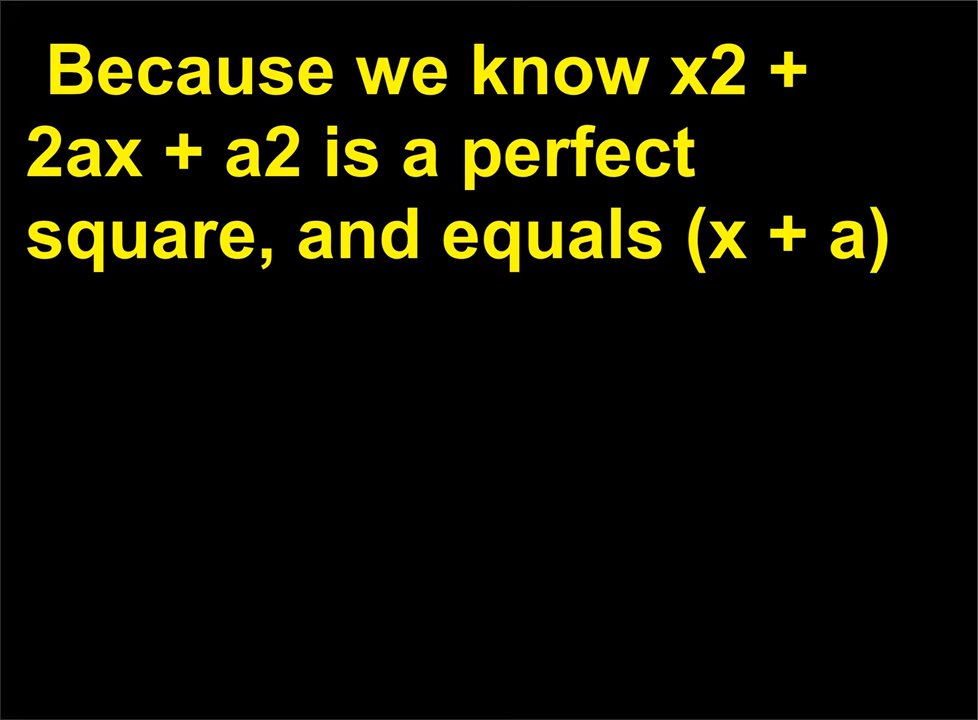 Because we know x2 +
2ax + a2 is a perfect
square, and equals (x + a)